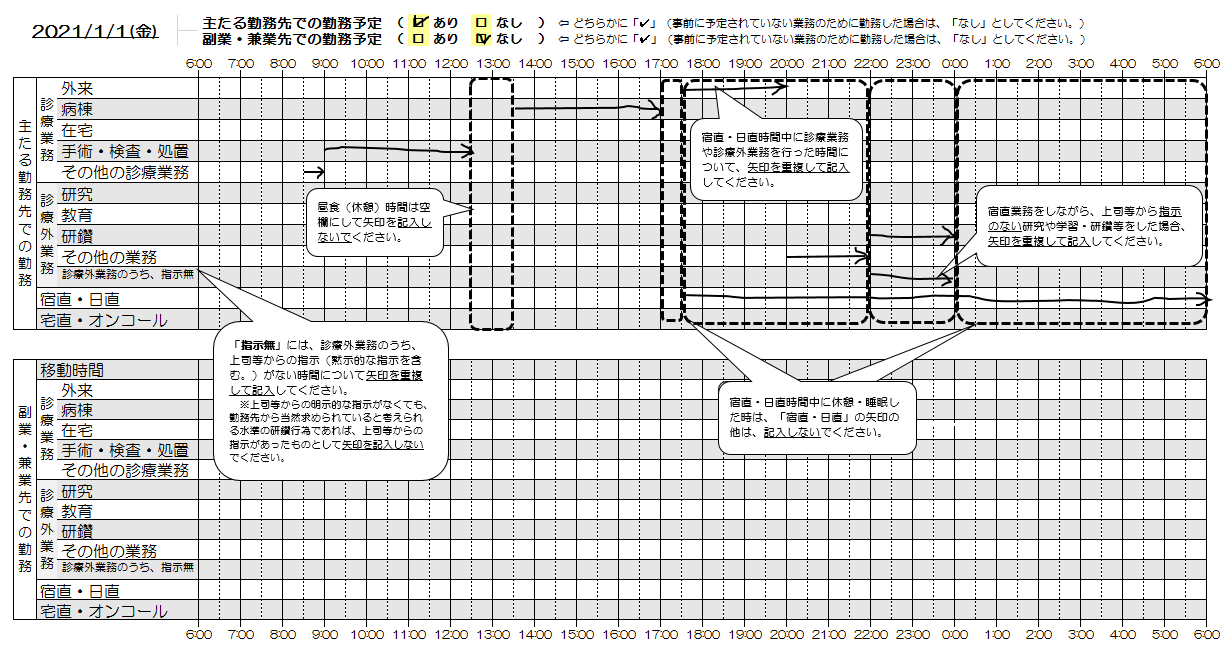 2021/1/1(金)
主たる勤務先での勤務予定 ( ☑ あり □ なし ) ⇦ どちらかに「✓」(事前に予定されていない業務のために勤務した場合は、「なし」としてください。)
副業・兼業先での勤務予定 ( □ あり ☑ なし ) ⇦ どちらかに「✓」(事前に予定されていない業務のために勤務した場合は、「なし」としてください。)
6:00 7:00 8:00 9:00 10:00 11:00 12:00 13:00 14:00 15:00 16:00 17:00 18:00 19:00 20:00 21:00 22:00 23:00 0:00 1:00 2:00 3:00 4:00 5:00 6:00
主たる勤務先での勤務
診療業務
外来
病棟
在宅
手術・検査・処置
その他の診療業務
診療外業務
研究
教育
研鑽
その他の業務
診療外業務のうち、指示無
宿直・日直
宅直・オンコール
宿直・日直時間中に診療業務
や診療外業務を行った時間に
ついて、矢印を重複して記入
してください。
昼食(休憩)時間は空
欄にして矢印を記入し
ないでください。
宿直業務をしながら、上司等から指示
のない研究や学習・研鑽等をした場合、
矢印を重複して記入してください。
「指示無」には、診療外業務のうち、
上司等からの指示(黙示的な指示を含
む。)がない時間について矢印を重複
して記入してください。
※上司等からの明示的な指示がなくても、
勤務先から当然求められていると考えられ
る水準の研鑽行為であれば、上司等からの
指示があったものとして矢印を記入しない
でください。
宿直・日直時間中に休憩・睡眠
した時は、「宿直・日直」の矢印の
他は、記入しないでください。
副業・兼業先での勤務
移動時間
診療業務
外来
病棟
在宅
手術・検査・処置
その他の診療業務
診療外業務
研究
教育
研鑽
その他の業務
診療外業務のうち、指示無
宿直・日直
宅直・オンコール
6:00 7:00 8:00 9:00 10:00 11:00 12:00 13:00 14:00 15:00 16:00 17:00 18:00 19:00 20:00 21:00 22:00 23:00 0:00 1:00 2:00 3:00 4:00 5:00 6:00